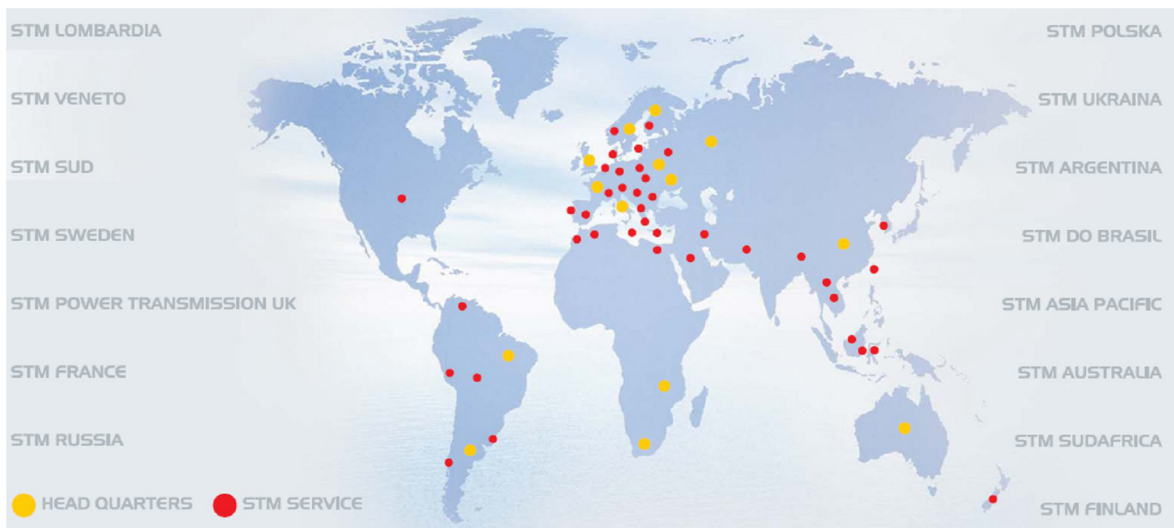 STM LOMBARDIA
STM VENETO
STM SUD
STM SWEDEN
STM POWER TRANSMISSION UK
STM FRANCE
STM RUSSIA
HEAD QUARTERS
STM SERVICE
STM POLSKA
STM UKRAINA
STM ARGENTINA
STM DO BRASIL
STM ASIA PACIFIC
STM AUSTRALIA
STM SUDAFRICA
STM FINLAND